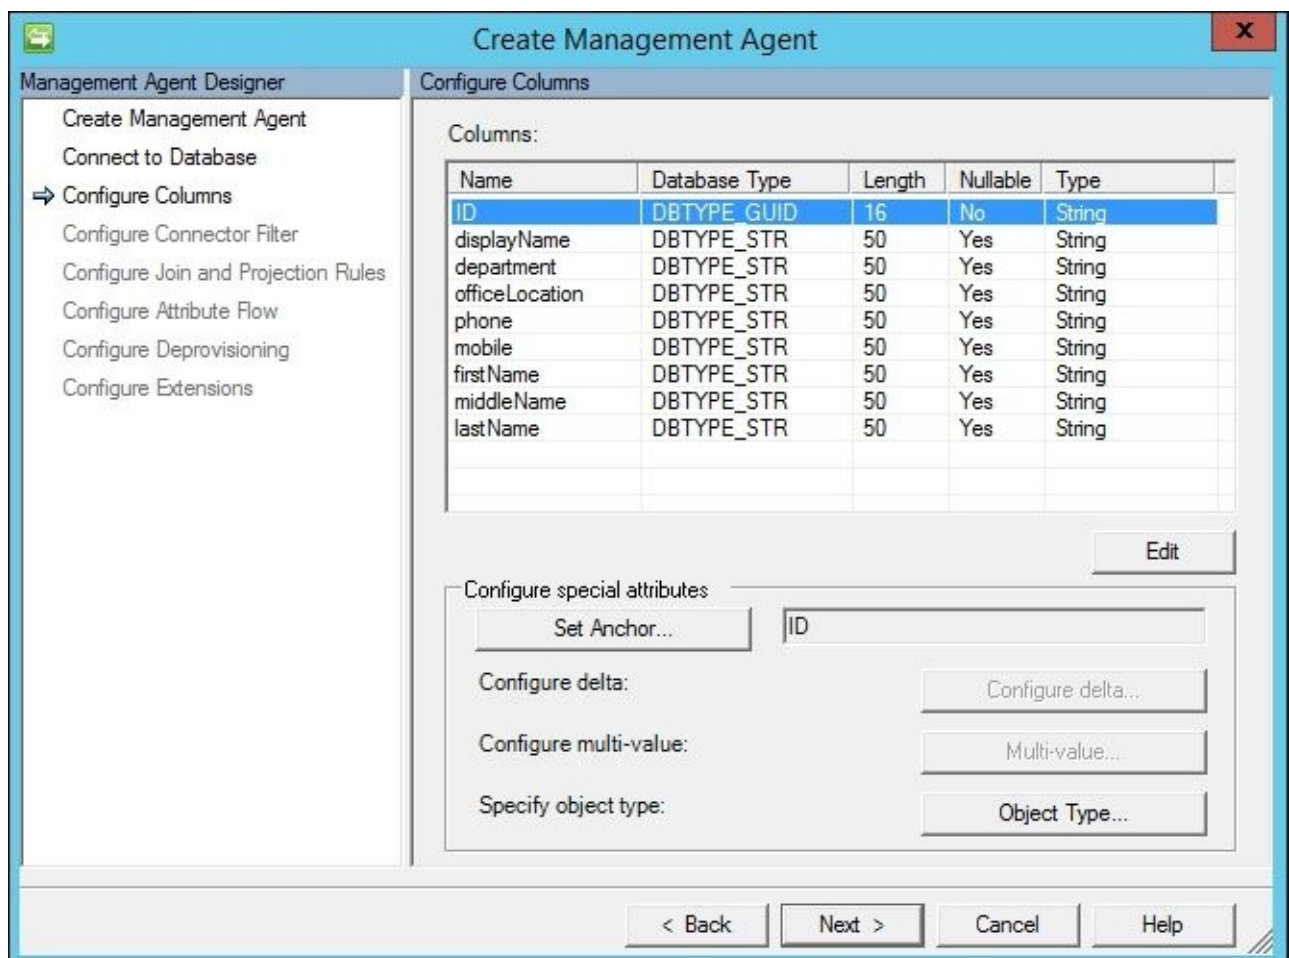 Create Management Agent
X
Management Agent Designer
Create Management Agent
Connect to Database
Configure Columns
Configure Connector Filter
Configure Join and Projection Rules
Configure Attribute Flow
Configure Deprovisioning
Configure Extensions
Configure Columns
Columns:
Name Database Type Length Nullable Type
ID DBTYPE_GUID 16 No String
displayName DBTYPE_STR 50 Yes String
department DBTYPE_STR 50 Yes String
officeLocation DBTYPE_STR 50 Yes String
phone DBTYPE_STR 50 Yes String
mobile DBTYPE_STR 50 Yes String
firstName DBTYPE_STR 50 Yes String
middleName DBTYPE_STR 50 Yes String
lastName DBTYPE_STR 50 Yes String
Edit
Configure special attributes
Set Anchor... ID
Configure delta: Configure delta...
Configure multi-value: Multi-value...
Specify object type: Object Type...
< Back Next > Cancel Help